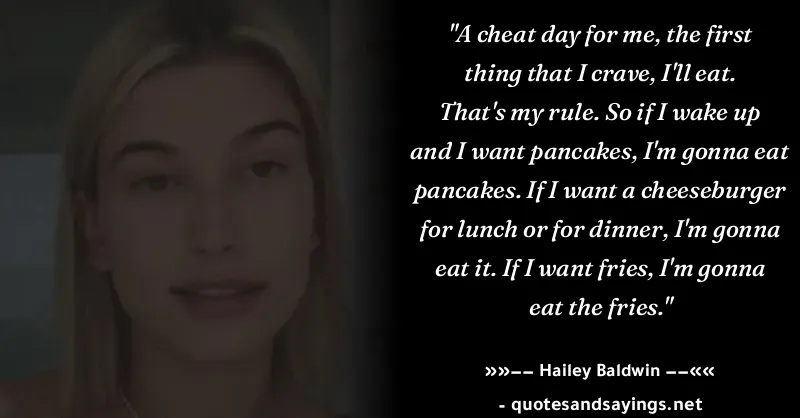 "A cheat day for me, the first
thing that I crave, I'll eat.
That's my rule. So if I wake up
and I want pancakes, I'm gonna eat
pancakes. If I want a cheeseburger
for lunch or for dinner, I'm gonna
eat it. If I want fries, I'm gonna
eat the fries."
»»−− Hailey Baldwin −−««
- quotesandsayings.net